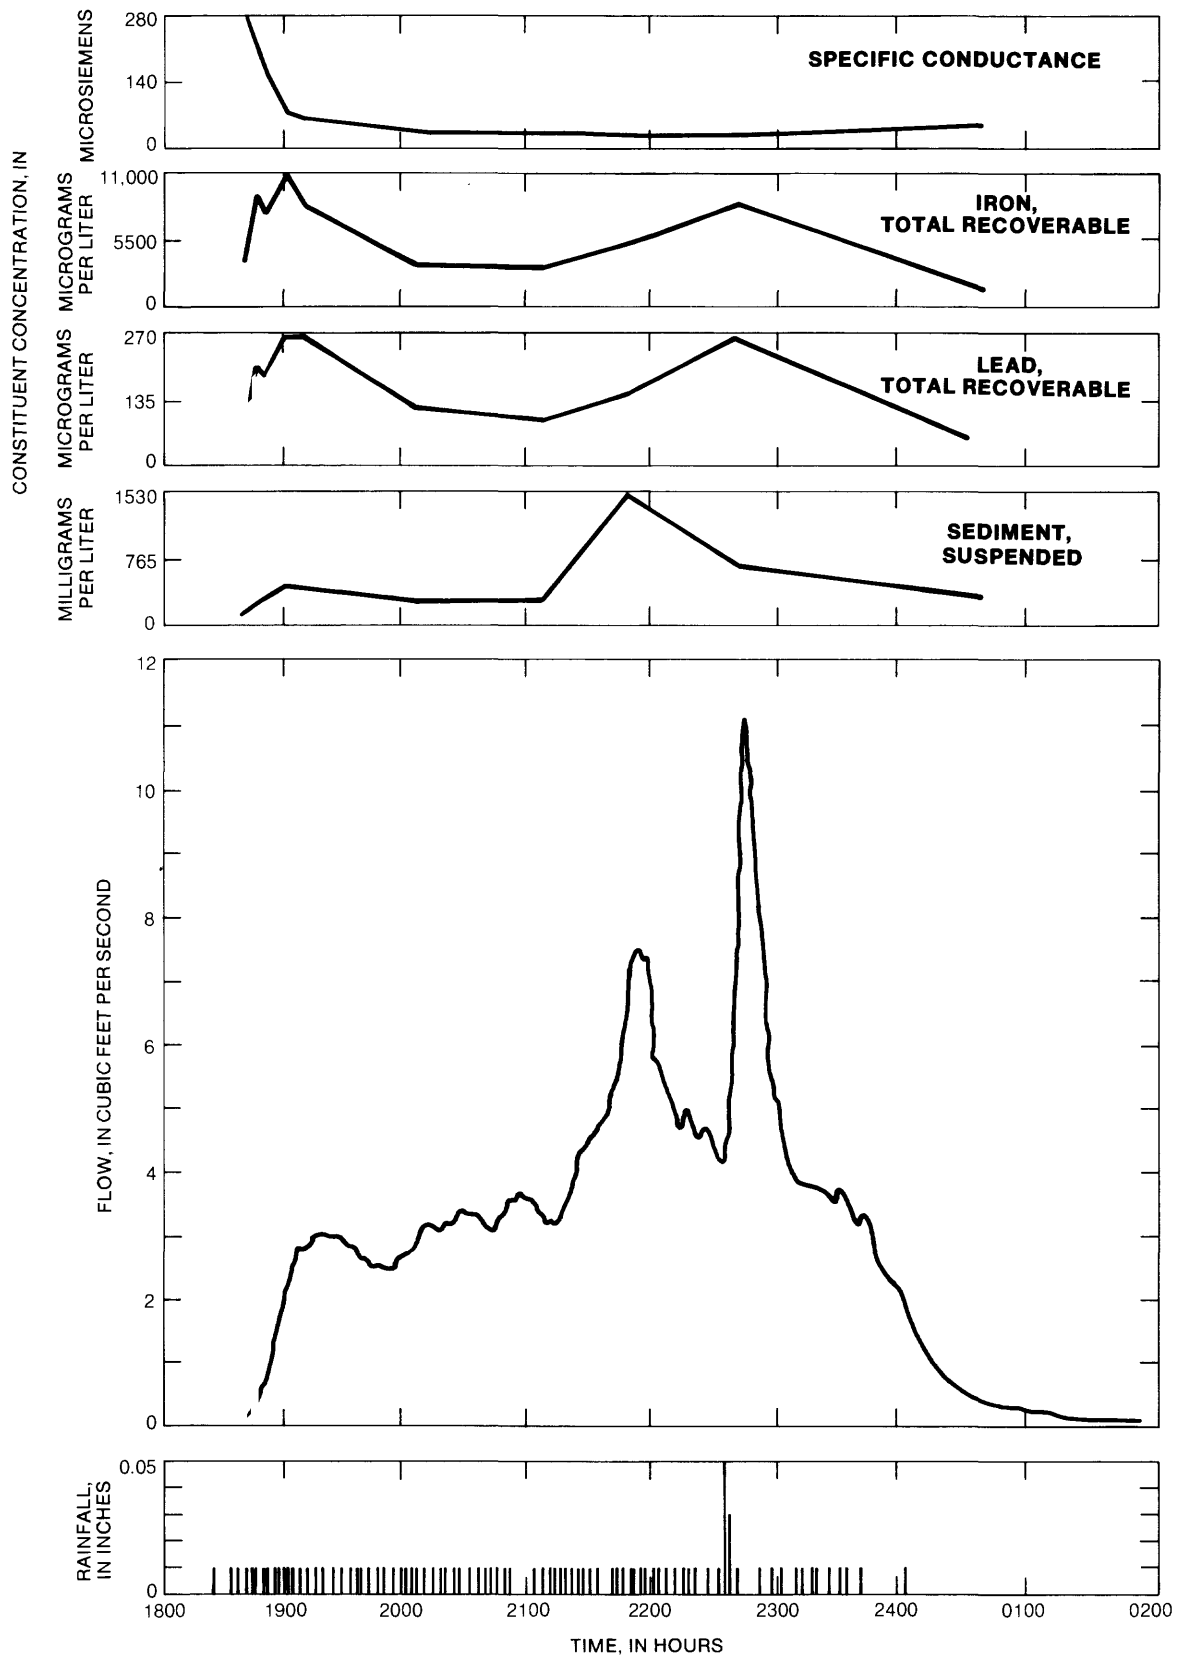 CONSTITUENT CONCENTRATION, IN
MICROSIEMENS
280
140
0
SPECIFIC CONDUCTANCE
MICROGRAMS
PER LITER
11,000
5500
0
IRON,
TOTAL RECOVERABLE
MICROGRAMS
PER LITER
270
135
0
LEAD,
TOTAL RECOVERABLE
MILLIGRAMS
PER LITER
1530
765
0
SEDIMENT,
SUSPENDED
FLOW, IN CUBIC FEET PER SECOND
12
10
8
6
4
2
0
RAINFALL,
IN INCHES
0.05
0
1800 1900 2000 2100 2200 2300 2400 0100 0200
TIME, IN HOURS